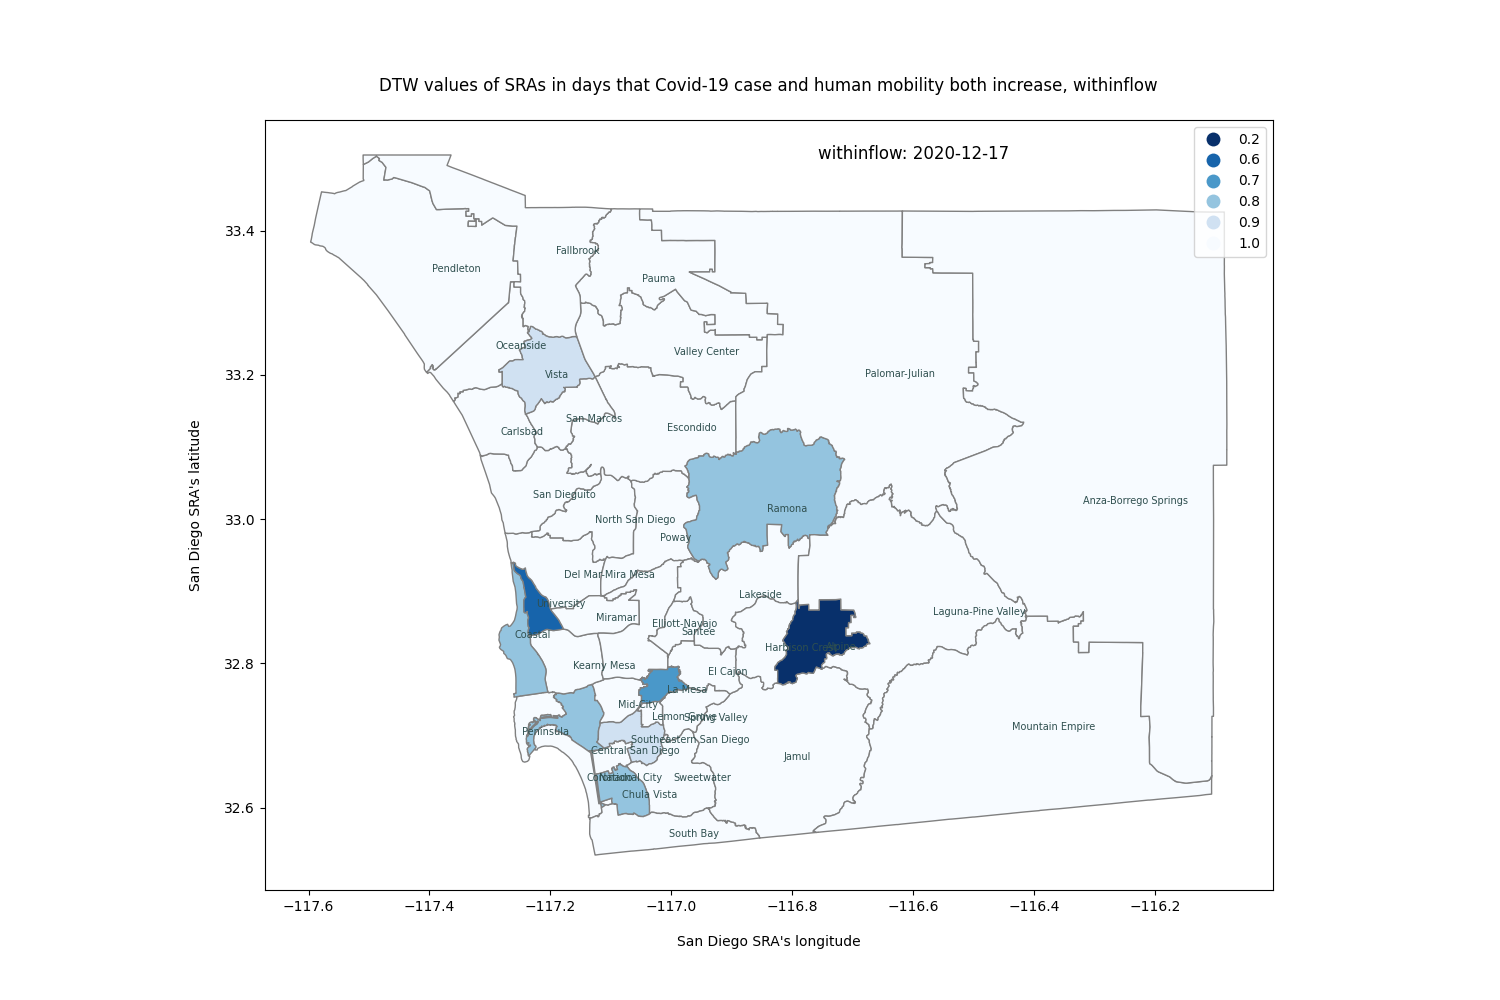 DTW values of SRAs in days that Covid-19 case and human mobility both increase, withinflow
withinflow: 2020-12-17
0.2
0.6
0.7
0.8
0.9
1.0
San Diego SRA's latitude
33.4
33.2
33.0
32.8
32.6
Fallbrook
Pendleton
Pauma
Oceanside
Valley Center
Vista
Palomar-Julian
San Marcos
Carlsbad
Escondido
San Dieguito
Anza-Borrego Springs
Ramona
North San Diego
Poway
Del Mar-Mira Mesa
Lakeside
University
Laguna-Pine Valley
Miramar
Elliott-Navajo
Santee
Coastal
Harbison Crest
Kearny Mesa
El Cajon
La Mesa
Mid-City
Lemon Grove
Spring Valley
Mountain Empire
Peninsula
Southeastern San Diego
Central San Diego
Jamul
Coronado
National City
Sweetwater
Chula Vista
South Bay
−117.6
−117.4
−117.2
−117.0
−116.8
−116.6
−116.4
−116.2
San Diego SRA's longitude